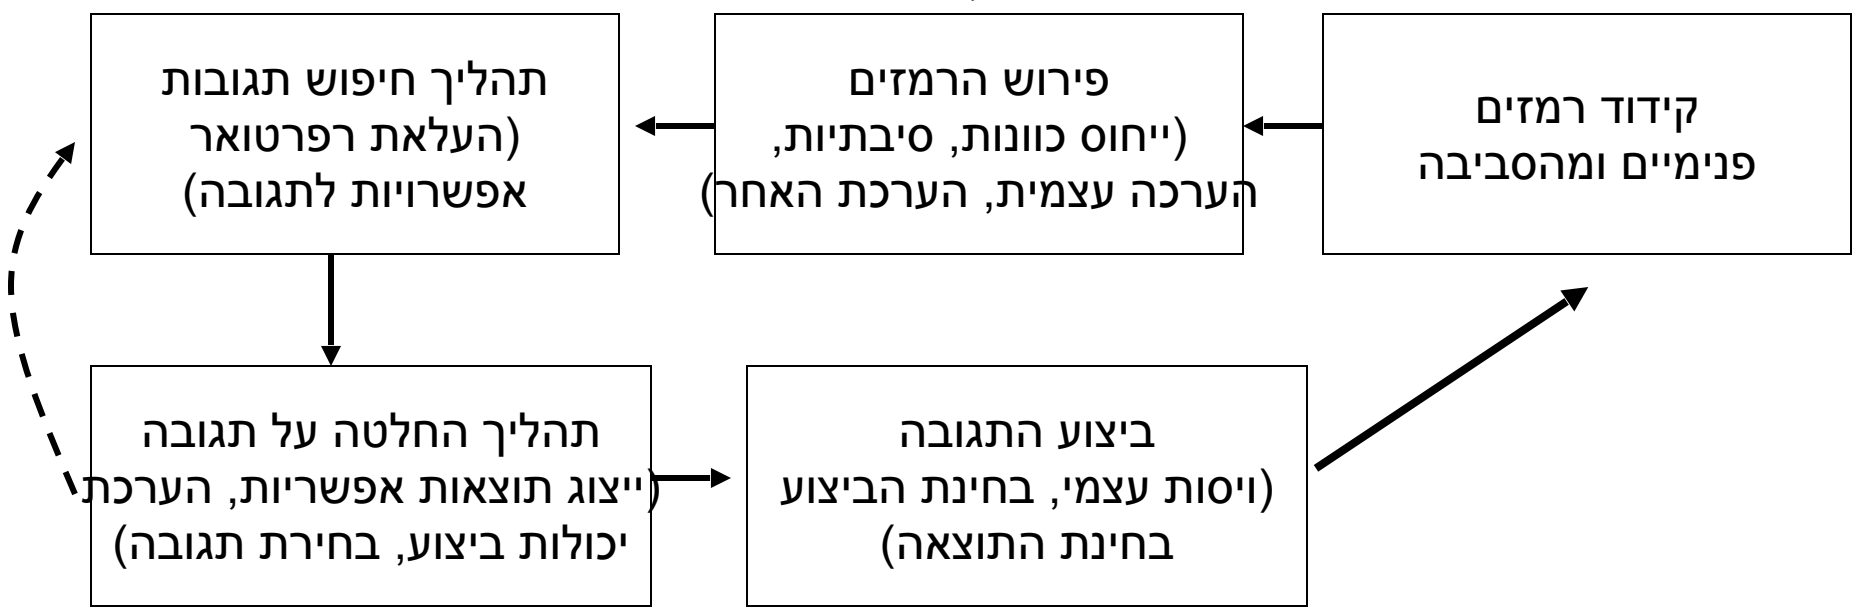 קידוד רמזים
פנימיים ומהסביבה
פירוש הרמזים
(ייחוס כוונות, סיבתיות,
הערכה עצמית, הערכת האחר)
תהליך חיפוש תגובות
(העלאת רפרטואר
אפשרויות לתגובה)
תהליך החלטה על תגובה
(ייצוג תוצאות אפשריות, הערכת
יכולות ביצוע, בחירת תגובה)
ביצוע התגובה
(ויסות עצמי, בחינת הביצוע
בחינת התוצאה)